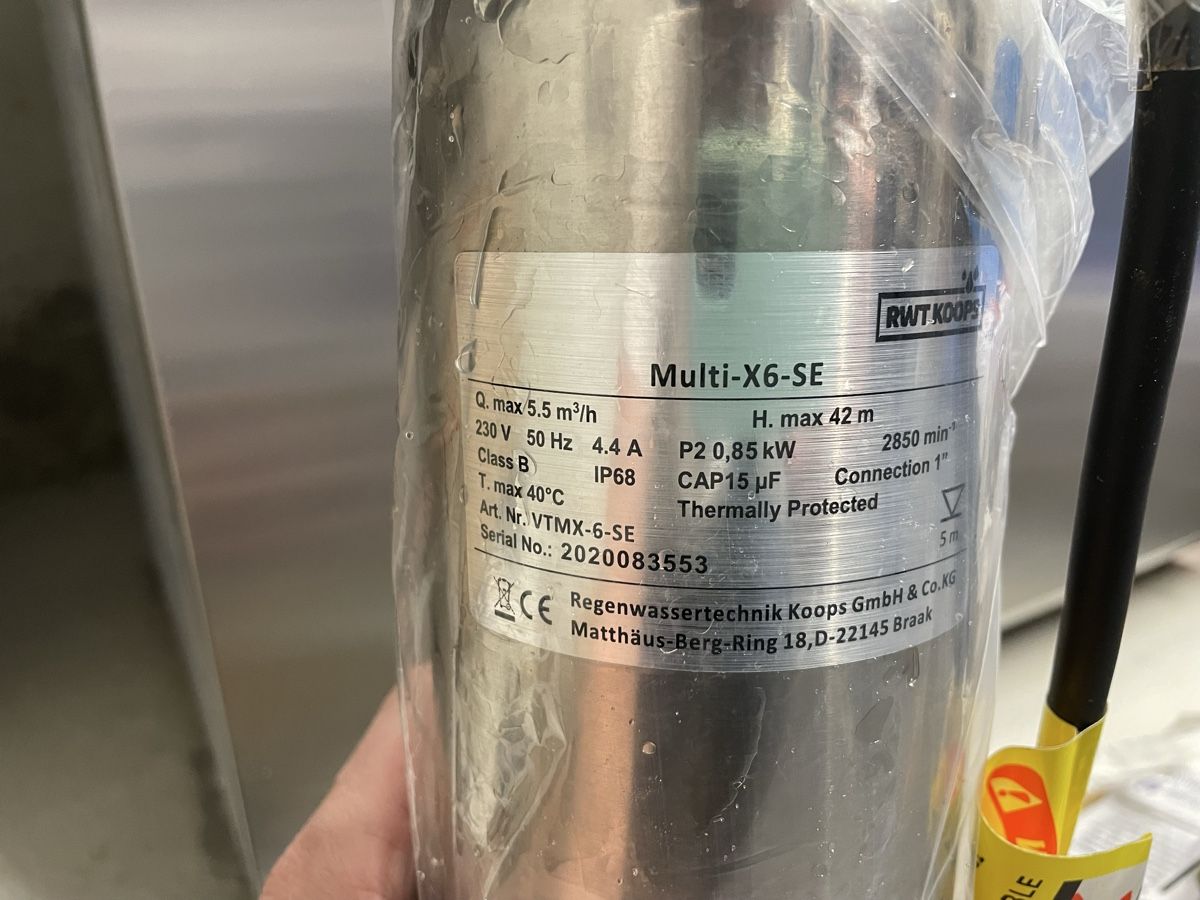 RWT KOOPS
Multi-X6-SE
Q. max 5.5 m³/h H. max 42 m
230 V 50 Hz 4.4 A P2 0,85 kW 2850 min⁻¹
Class B IP68 CAP15 µF Connection 1”
T. max 40°C Thermally Protected
Art. Nr. VTMX-6-SE
Serial No.: 2020083553 5 m
Regenwassertechnik Koops GmbH & Co.KG
Matthäus-Berg-Ring 18,D-22145 Braak
CE